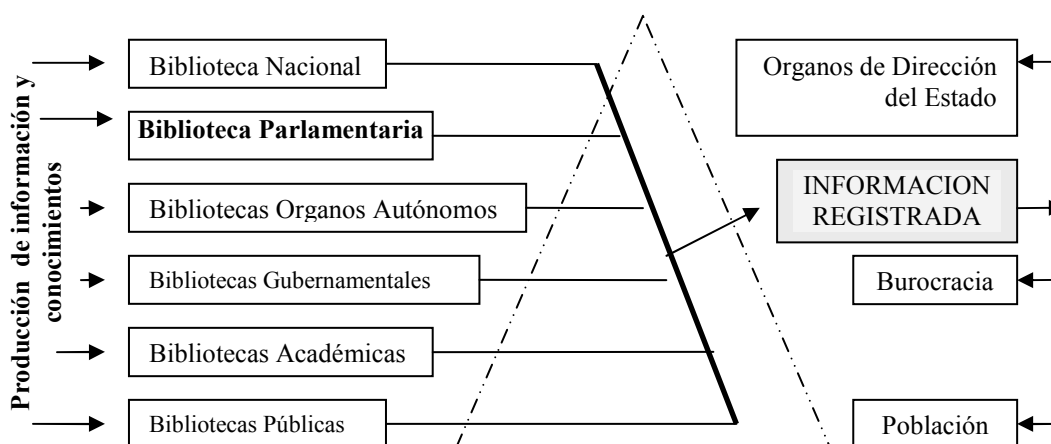 Producción de información y
conocimientos
Biblioteca Nacional
Biblioteca Parlamentaria
Bibliotecas Organos Autónomos
Bibliotecas Gubernamentales
Bibliotecas Académicas
Bibliotecas Públicas
Organos de Dirección
del Estado
INFORMACION
REGISTRADA
Burocracia
Población